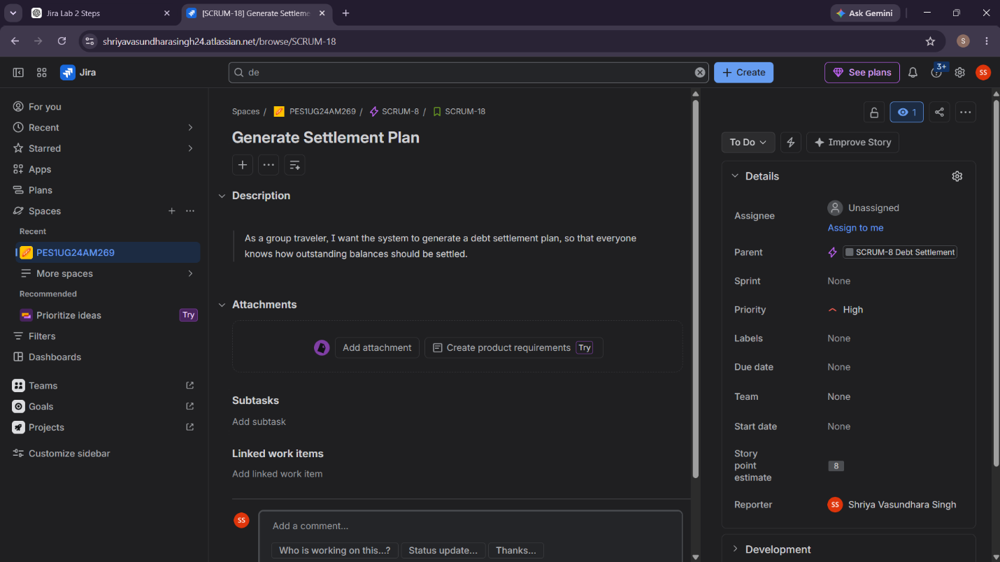 Jira Lab 2 Steps
[SCRUM-18] Generate Settleme
Ask Gemini
shriyavasundharasingh24.atlassian.net/browse/SCRUM-18
S
Jira
de
Create
See plans
3+
SS
For you
Recent
Starred
Apps
Plans
Spaces
Recent
PES1UG24AM269
More spaces
Recommended
Prioritize ideas
Try
Filters
Dashboards
Teams
Goals
Projects
Customize sidebar
Spaces / PES1UG24AM269 / SCRUM-8 / SCRUM-18
Generate Settlement Plan
Description
As a group traveler, I want the system to generate a debt settlement plan, so that everyone
knows how outstanding balances should be settled.
Attachments
Add attachment
Create product requirements Try
Subtasks
Add subtask
Linked work items
Add linked work item
SS
Add a comment...
Who is working on this...?
Status update...
Thanks...
1
To Do
Improve Story
Details
Assignee
Unassigned
Assign to me
Parent
SCRUM-8 Debt Settlement
Sprint
None
Priority
High
Labels
None
Due date
None
Team
None
Start date
None
Story
point
estimate
8
Reporter
SS Shriya Vasundhara Singh
Development